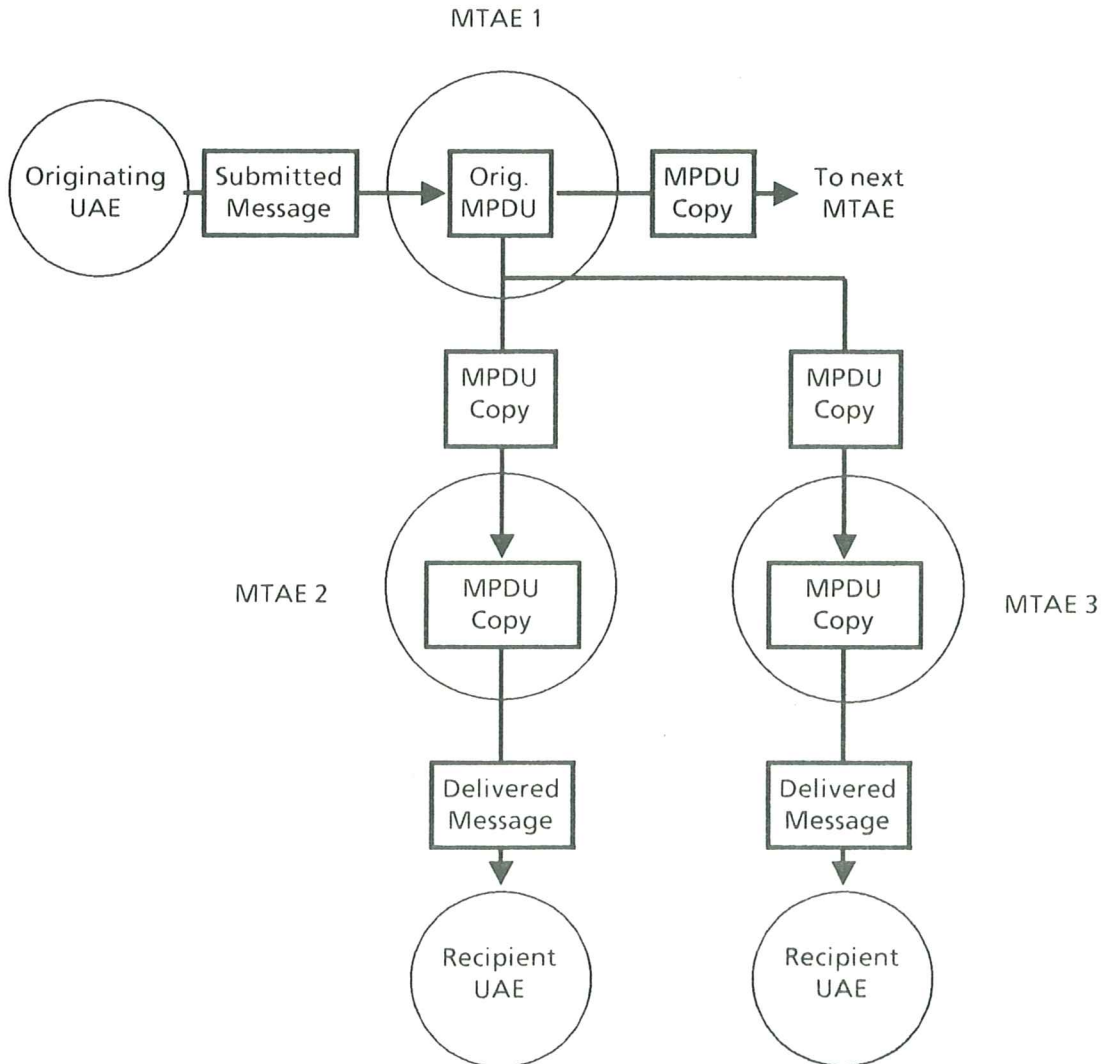 MTAE 1
Originating
UAE
Submitted
Message
Orig.
MPDU
MPDU
Copy
To next
MTAE
MPDU
Copy
MPDU
Copy
MTAE 2
MPDU
Copy
MPDU
Copy
MTAE 3
Delivered
Message
Delivered
Message
Recipient
UAE
Recipient
UAE